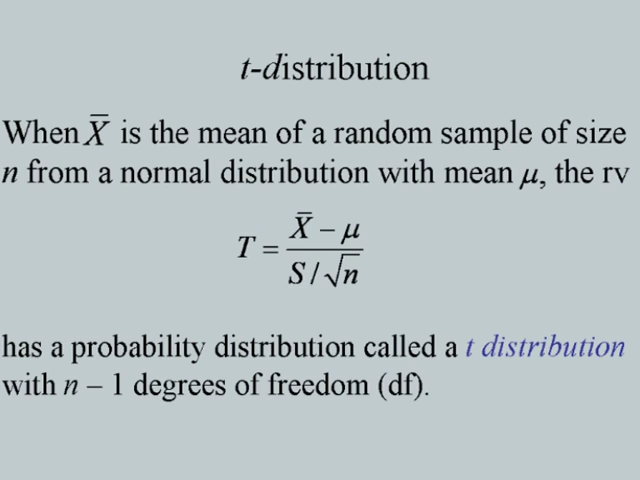 t-distribution
When X̅ is the mean of a random sample of size
n from a normal distribution with mean μ, the rv
T = (X̅ − μ) / (S / √n)
has a probability distribution called a t distribution
with n – 1 degrees of freedom (df).